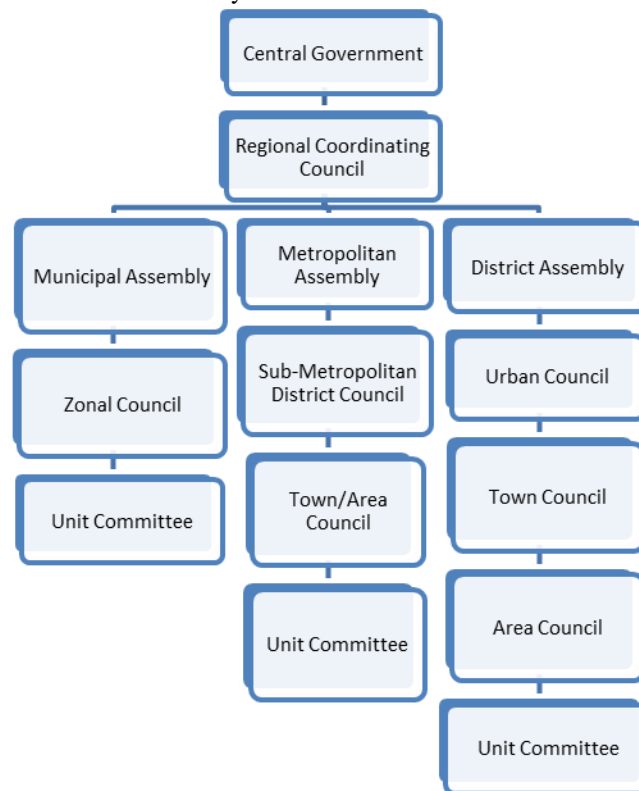 Central Government
Regional Coordinating
Council
Municipal Assembly
Metropolitan
Assembly
District Assembly
Zonal Council
Sub-Metropolitan
District Council
Urban Council
Unit Committee
Town/Area
Council
Town Council
Unit Committee
Area Council
Unit Committee